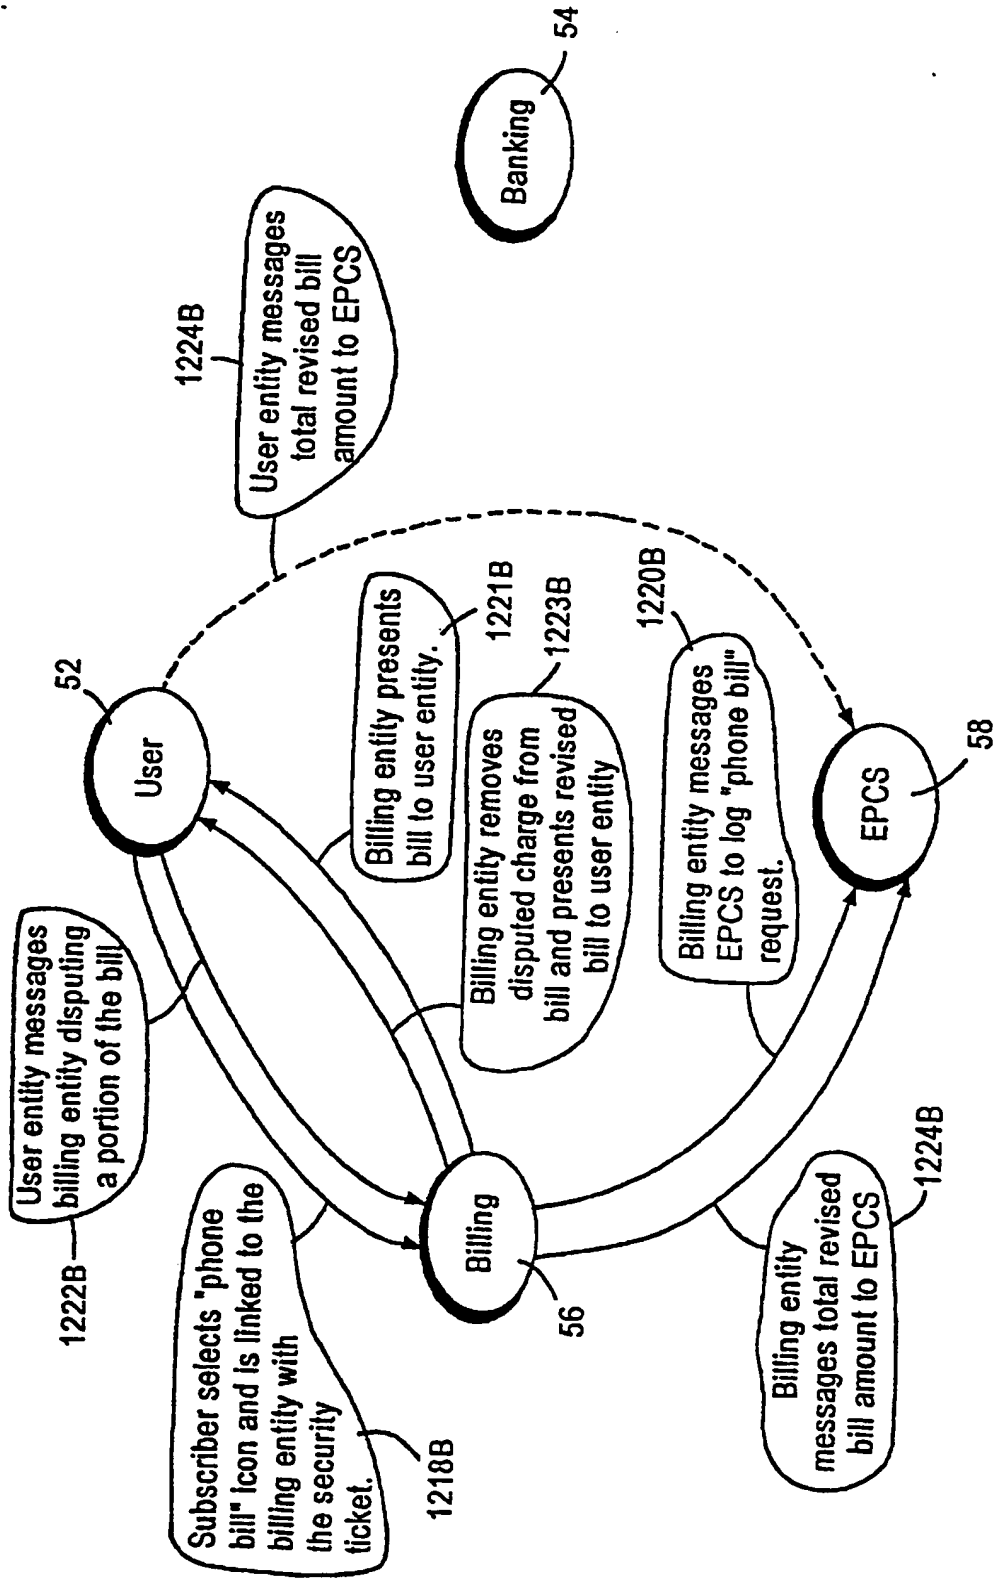 1222B
User entity messages
billing entity disputing
a portion of the bill
52
User
1224B
User entity messages
total revised bill
amount to EPCS
Banking
54
Subscriber selects "phone
bill" icon and is linked to the
billing entity with
the security
ticket.
1218B
Billing entity presents
bill to user entity.
1221B
Billing entity removes
disputed charge from
bill and presents revised
bill to user entity
1223B
Billing
56
Billing entity messages
EPCS to log "phone bill"
request.
1220B
Billing entity
messages total revised
bill amount to EPCS
1224B
EPCS
58